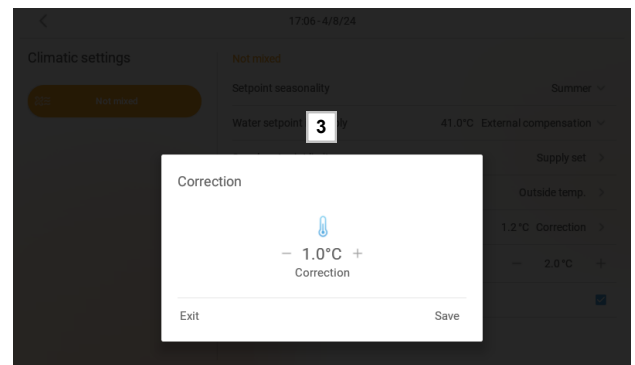 17:06 - 4/8/24
Climatic settings
Not mixed
Not mixed
Setpoint seasonality Summer
Water setpoint 41.0°C External compensation
3
Supply set
Correction
Outside temp.
1.2°C Correction
− 1.0°C +
Correction
− 2.0°C +
Exit Save